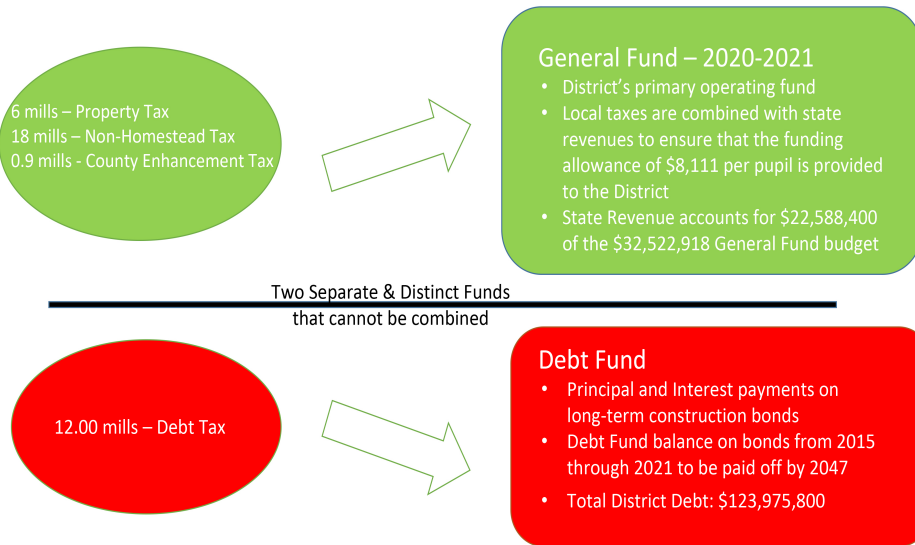 6 mills – Property Tax
18 mills – Non-Homestead Tax
0.9 mills - County Enhancement Tax
General Fund – 2020-2021
• District's primary operating fund
• Local taxes are combined with state
revenues to ensure that the funding
allowance of $8,111 per pupil is provided
to the District
• State Revenue accounts for $22,588,400
of the $32,522,918 General Fund budget
Two Separate & Distinct Funds
that cannot be combined
12.00 mills – Debt Tax
Debt Fund
• Principal and Interest payments on
long-term construction bonds
• Debt Fund balance on bonds from 2015
through 2021 to be paid off by 2047
• Total District Debt: $123,975,800